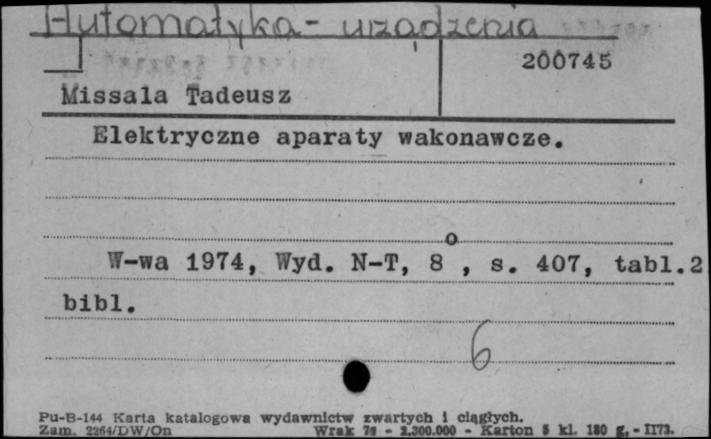 Automatyka - urządzenia
200745
Missala Tadeusz
Elektryczne aparaty wakonawcze.
W-wa 1974, Wyd. N-T, 8°, s. 407, tabl.2
bibl.
6
Pu-B-144 Karta katalogowa wydawnictw zwartych i ciągłych.
Zam. 2264/DW/On Wrak 74 - 2.300.000 - Karton 5 kl. 180 g. - II73.